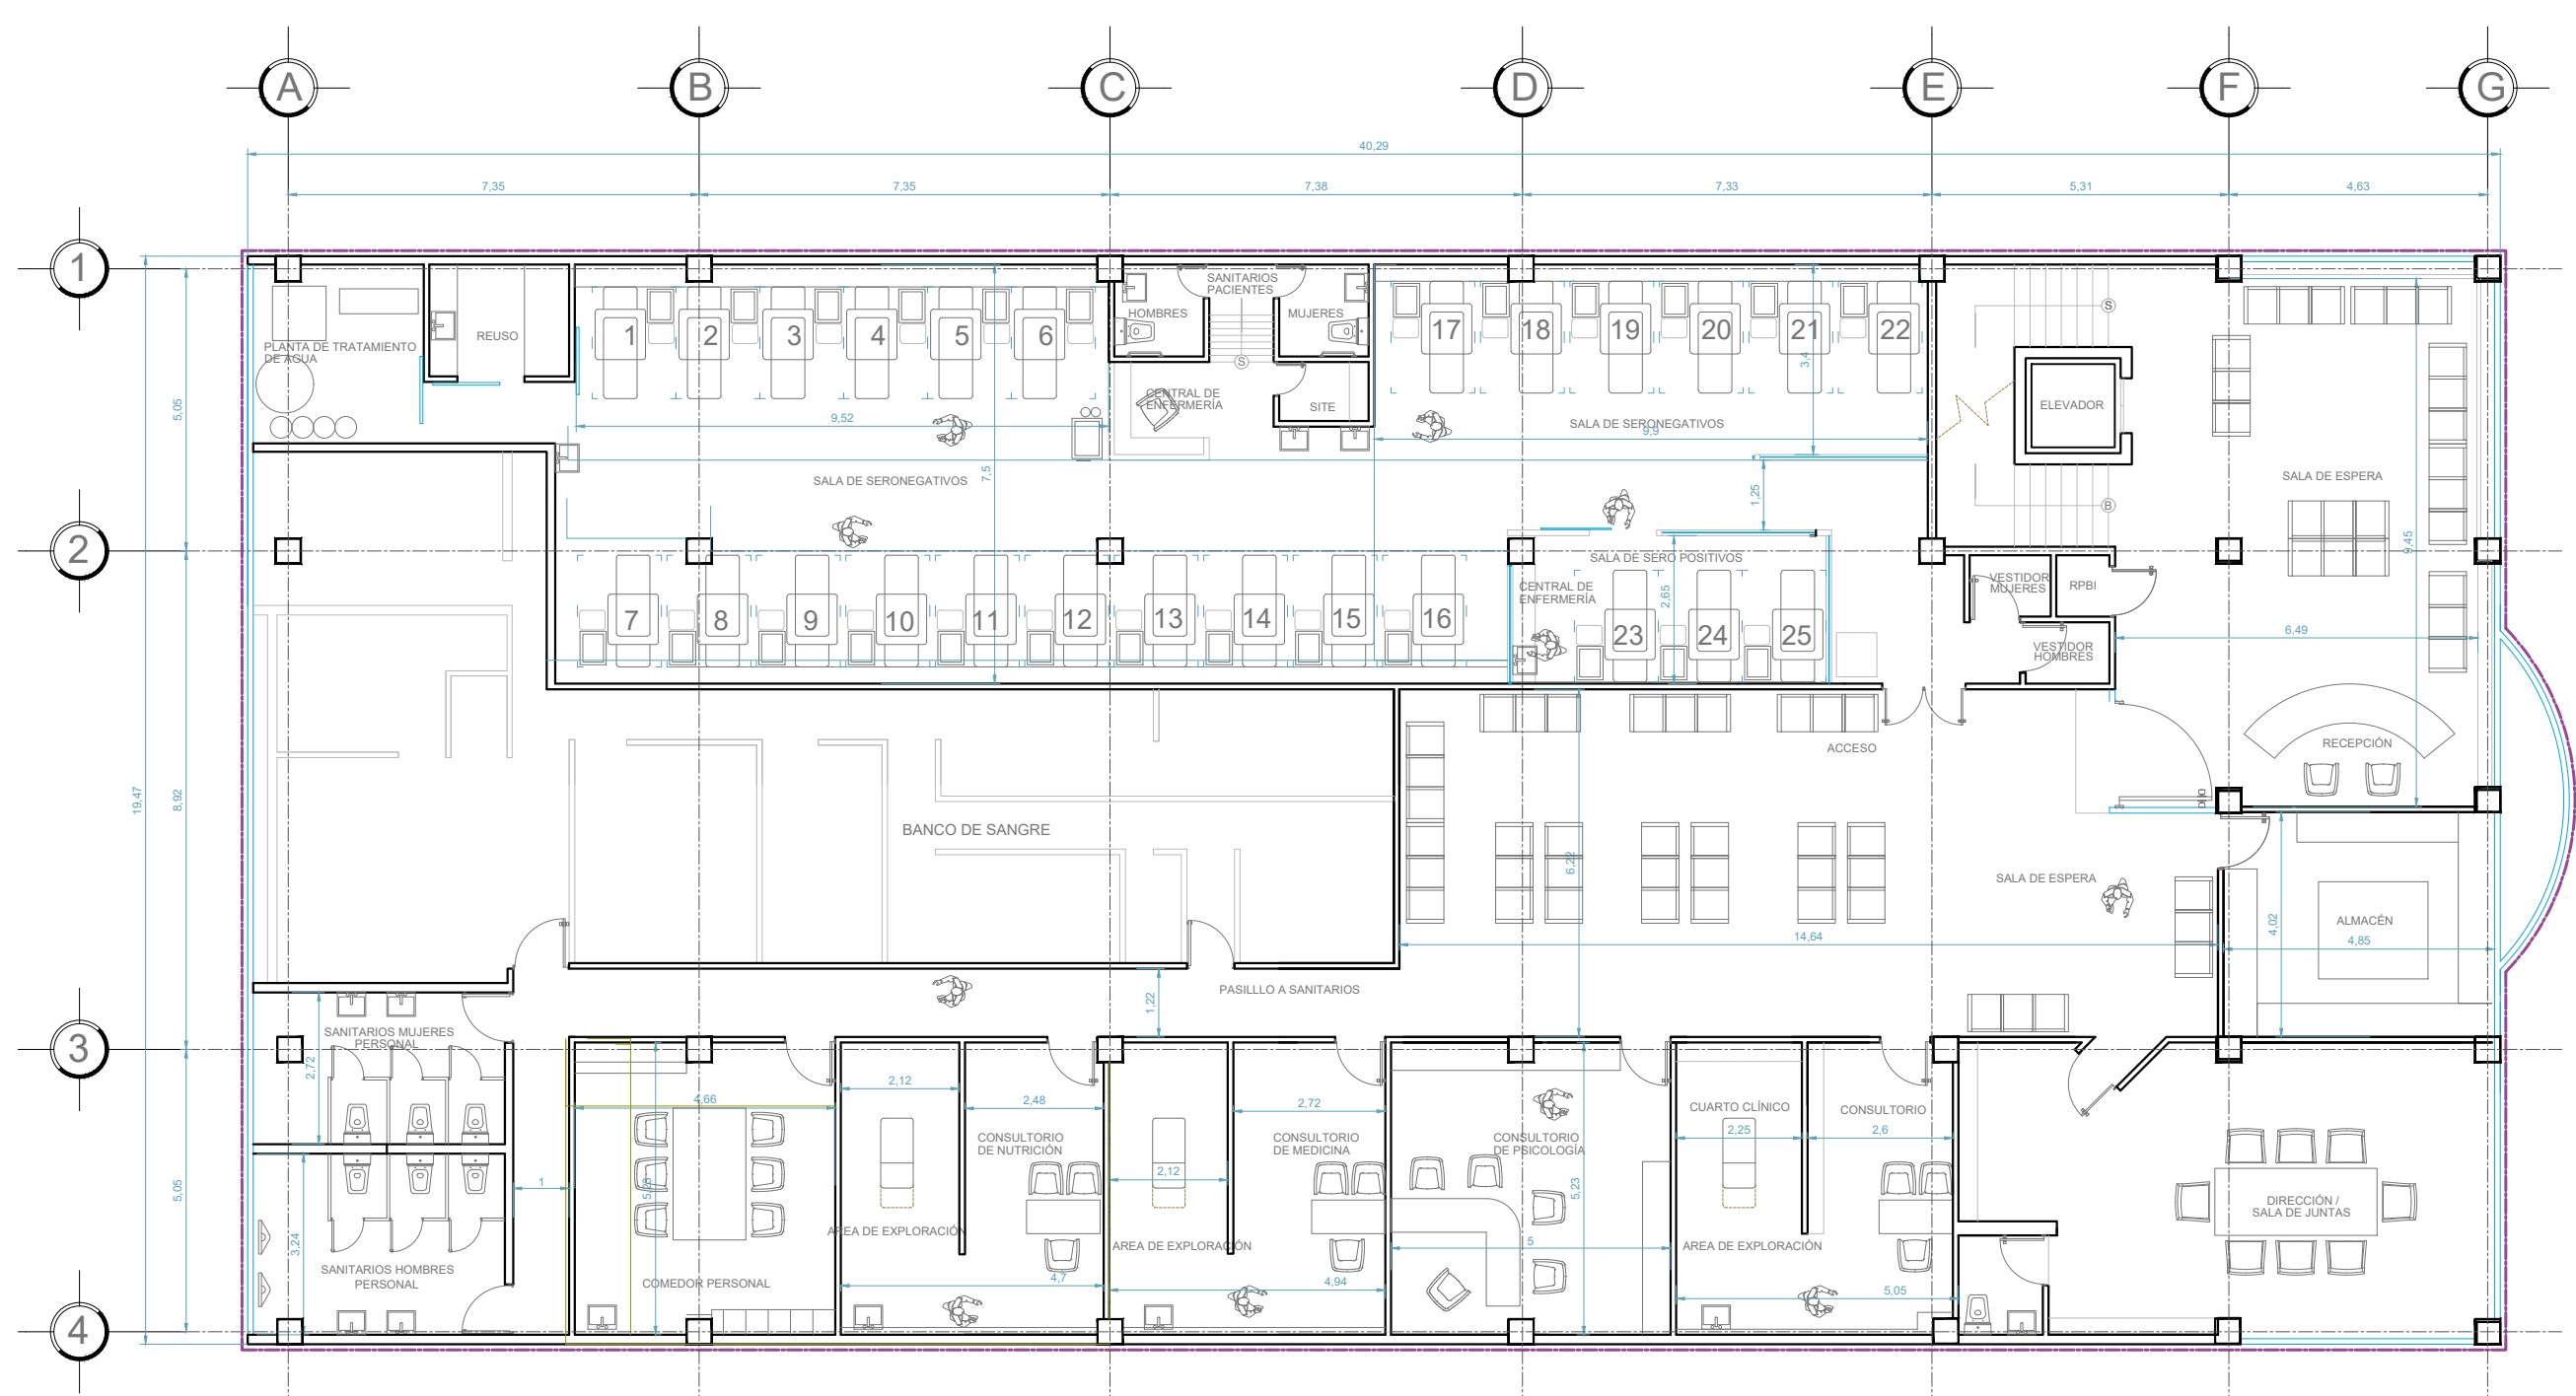 A B C D E F G
40,29
7,35 7,35 7,38 7,33 5,31 4,63
1
2
3
4
5,05
8,92
5,05
19,47
PLANTA DE TRATAMIENTO
DE AGUA
REUSO
1 2 3 4 5 6
9,52
SALA DE SERONEGATIVOS
7,5
HOMBRES
SANITARIOS
PACIENTES
MUJERES
S
CENTRAL DE
ENFERMERÍA
SITE
17 18 19 20 21 22
3,4
SALA DE SERONEGATIVOS
9,9
1,25
S
ELEVADOR
B
SALA DE ESPERA
9,45
7 8 9 10 11 12 13 14 15 16
SALA DE SERO POSITIVOS
CENTRAL DE
ENFERMERÍA
2,65
23 24 25
VESTIDOR
MUJERES
RPBI
VESTIDOR
HOMBRES
6,49
RECEPCIÓN
ACCESO
BANCO DE SANGRE
6,22
SALA DE ESPERA
14,64
4,02
ALMACÉN
4,85
PASILLLO A SANITARIOS
1,22
SANITARIOS MUJERES
PERSONAL
2,72
3,24
SANITARIOS HOMBRES
PERSONAL
1
4,66
5,23
COMEDOR PERSONAL
2,12
2,48
CONSULTORIO
DE NUTRICIÓN
AREA DE EXPLORACIÓN
4,7
2,72
CONSULTORIO
DE MEDICINA
2,12
AREA DE EXPLORACIÓN
4,94
CONSULTORIO
DE PSICOLOGÍA
5,23
5
CUARTO CLÍNICO
2,25
CONSULTORIO
2,6
AREA DE EXPLORACIÓN
5,05
DIRECCIÓN /
SALA DE JUNTAS